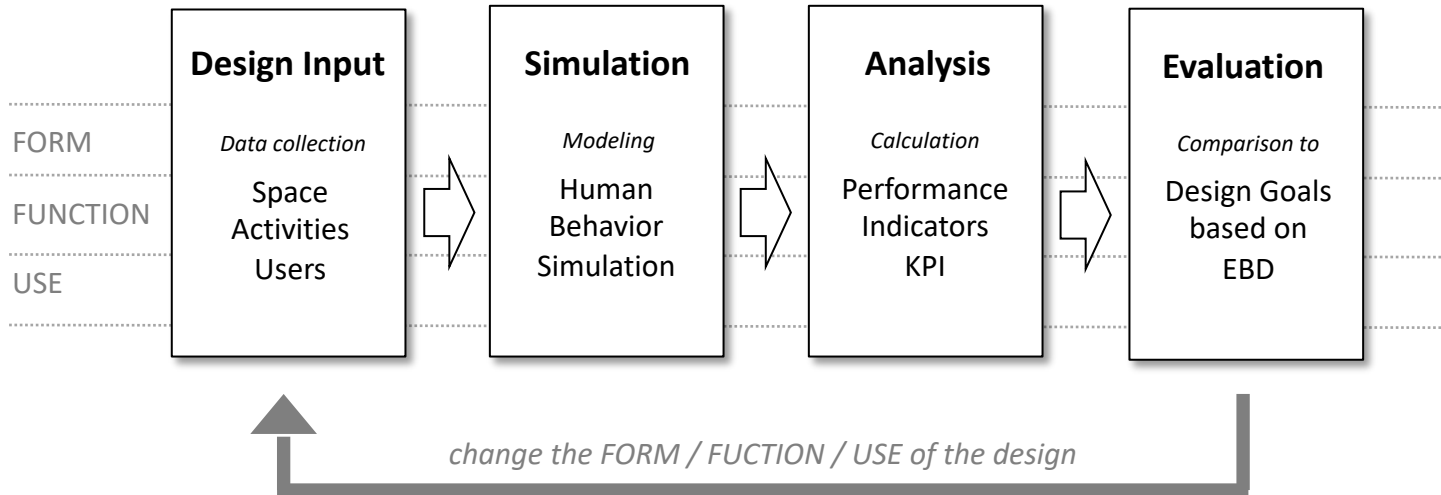 Design Input
Simulation
Analysis
Evaluation
FORM
FUNCTION
USE
Data collection
Space
Activities
Users
Modeling
Human
Behavior
Simulation
Calculation
Performance
Indicators
KPI
Comparison to
Design Goals
based on
EBD
change the FORM / FUCTION / USE of the design